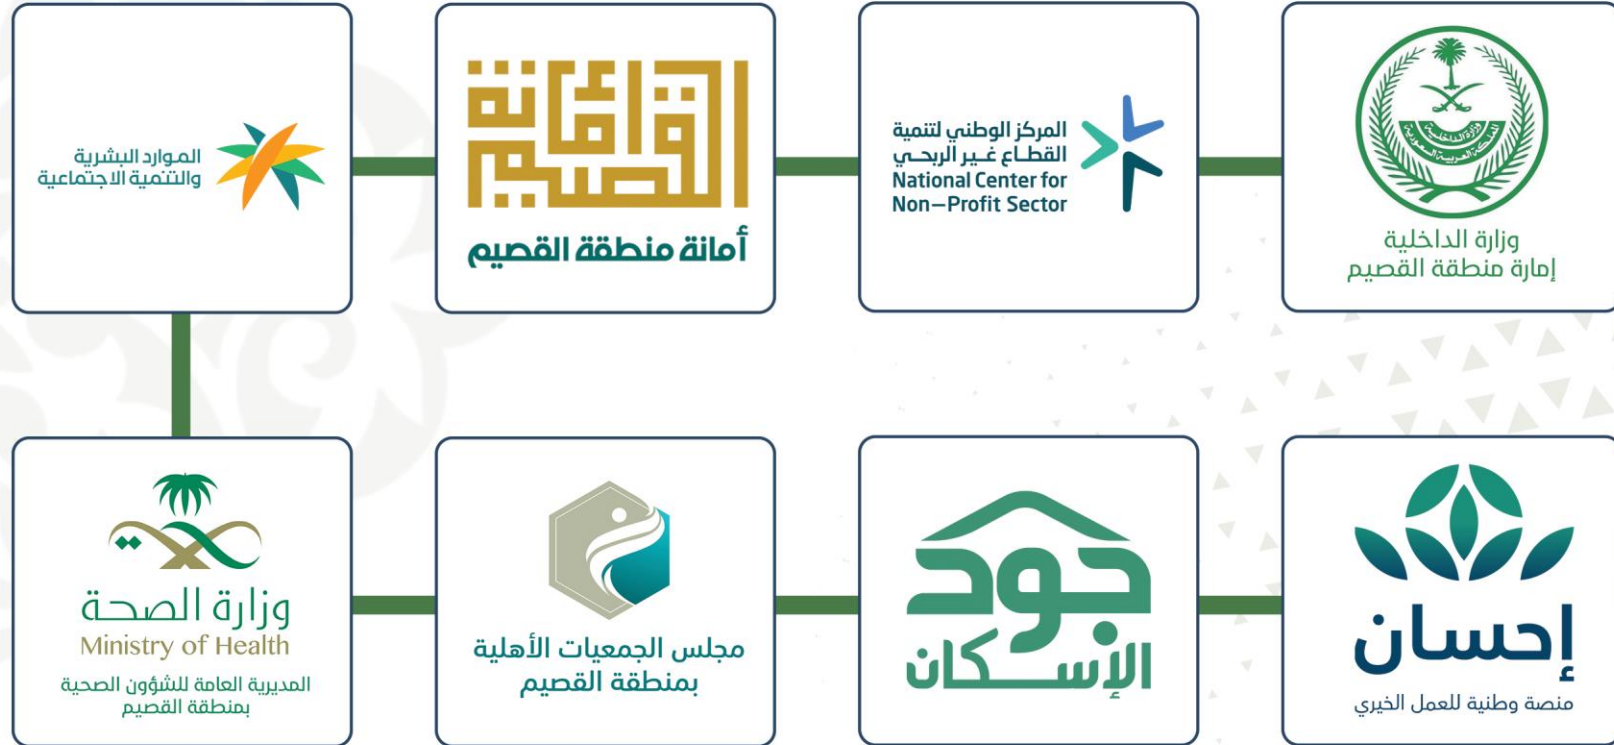 وزارة الداخلية
إمارة منطقة القصيم
المركز الوطني لتنمية
القطاع غير الربحي
National Center for
Non–Profit Sector
أمانة منطقة القصيم
الموارد البشرية
والتنمية الاجتماعية
وزارة الصحة
Ministry of Health
المديرية العامة للشؤون الصحية
بمنطقة القصيم
مجلس الجمعيات الأهلية
بمنطقة القصيم
جود
الإسكان
إحسان
منصة وطنية للعمل الخيري